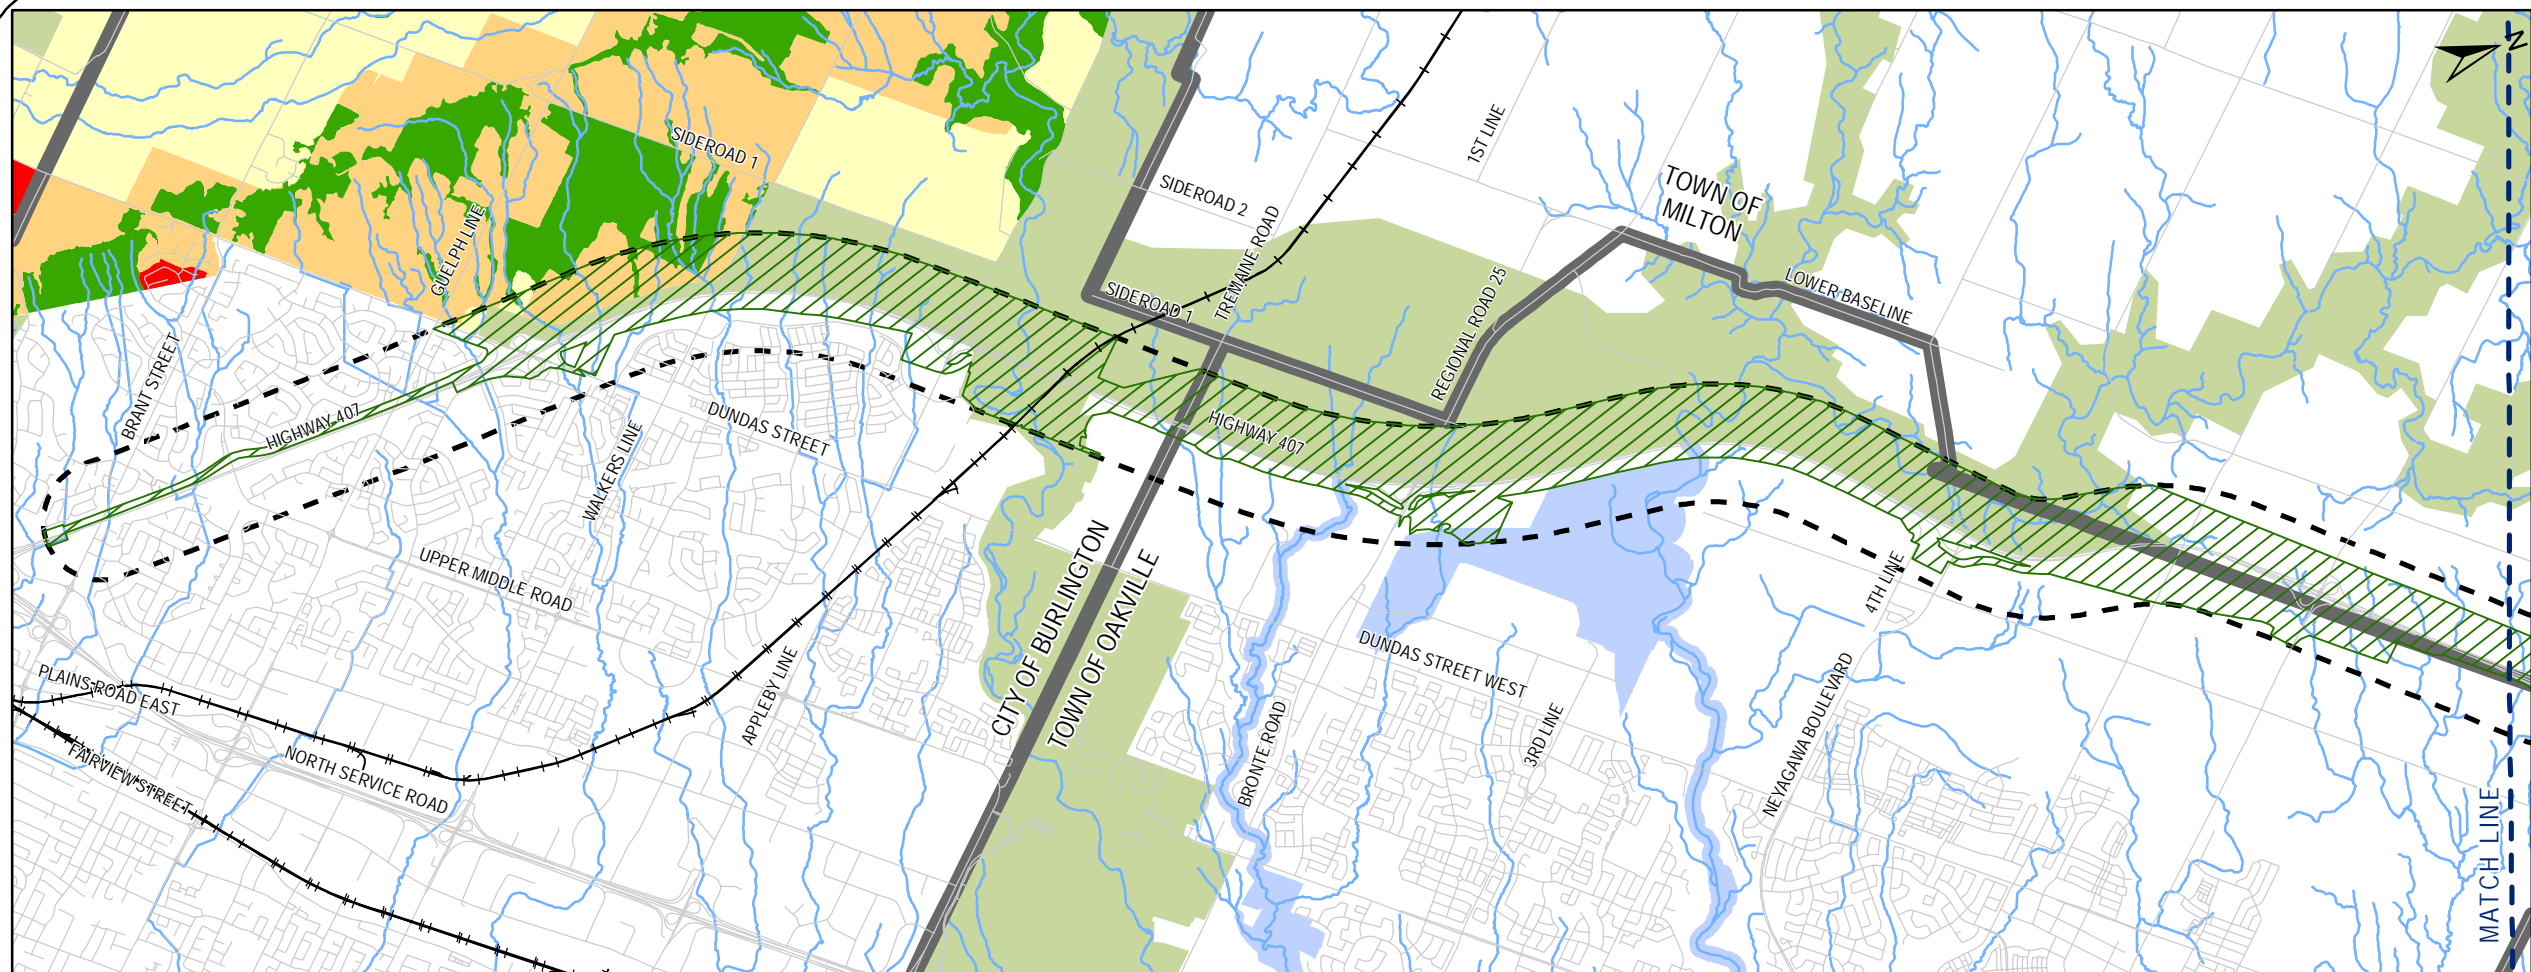 N
SIDEROAD 1
1ST LINE
SIDEROAD 2
TOWN OF
MILTON
GUELPH LINE
TREMAINE ROAD
SIDEROAD 1
REGIONAL ROAD 25
LOWER BASELINE
BRANT STREET
HIGHWAY 407
DUNDAS STREET
HIGHWAY 407
WALKERS LINE
UPPER MIDDLE ROAD
CITY OF BURLINGTON
TOWN OF OAKVILLE
4TH LINE
DUNDAS STREET WEST
PLAINS ROAD EAST
APPLEBY LINE
BRONTE ROAD
3RD LINE
NEYAGAWA BOULEVARD
FAIRVIEW STREET
NORTH SERVICE ROAD
MATCH LINE